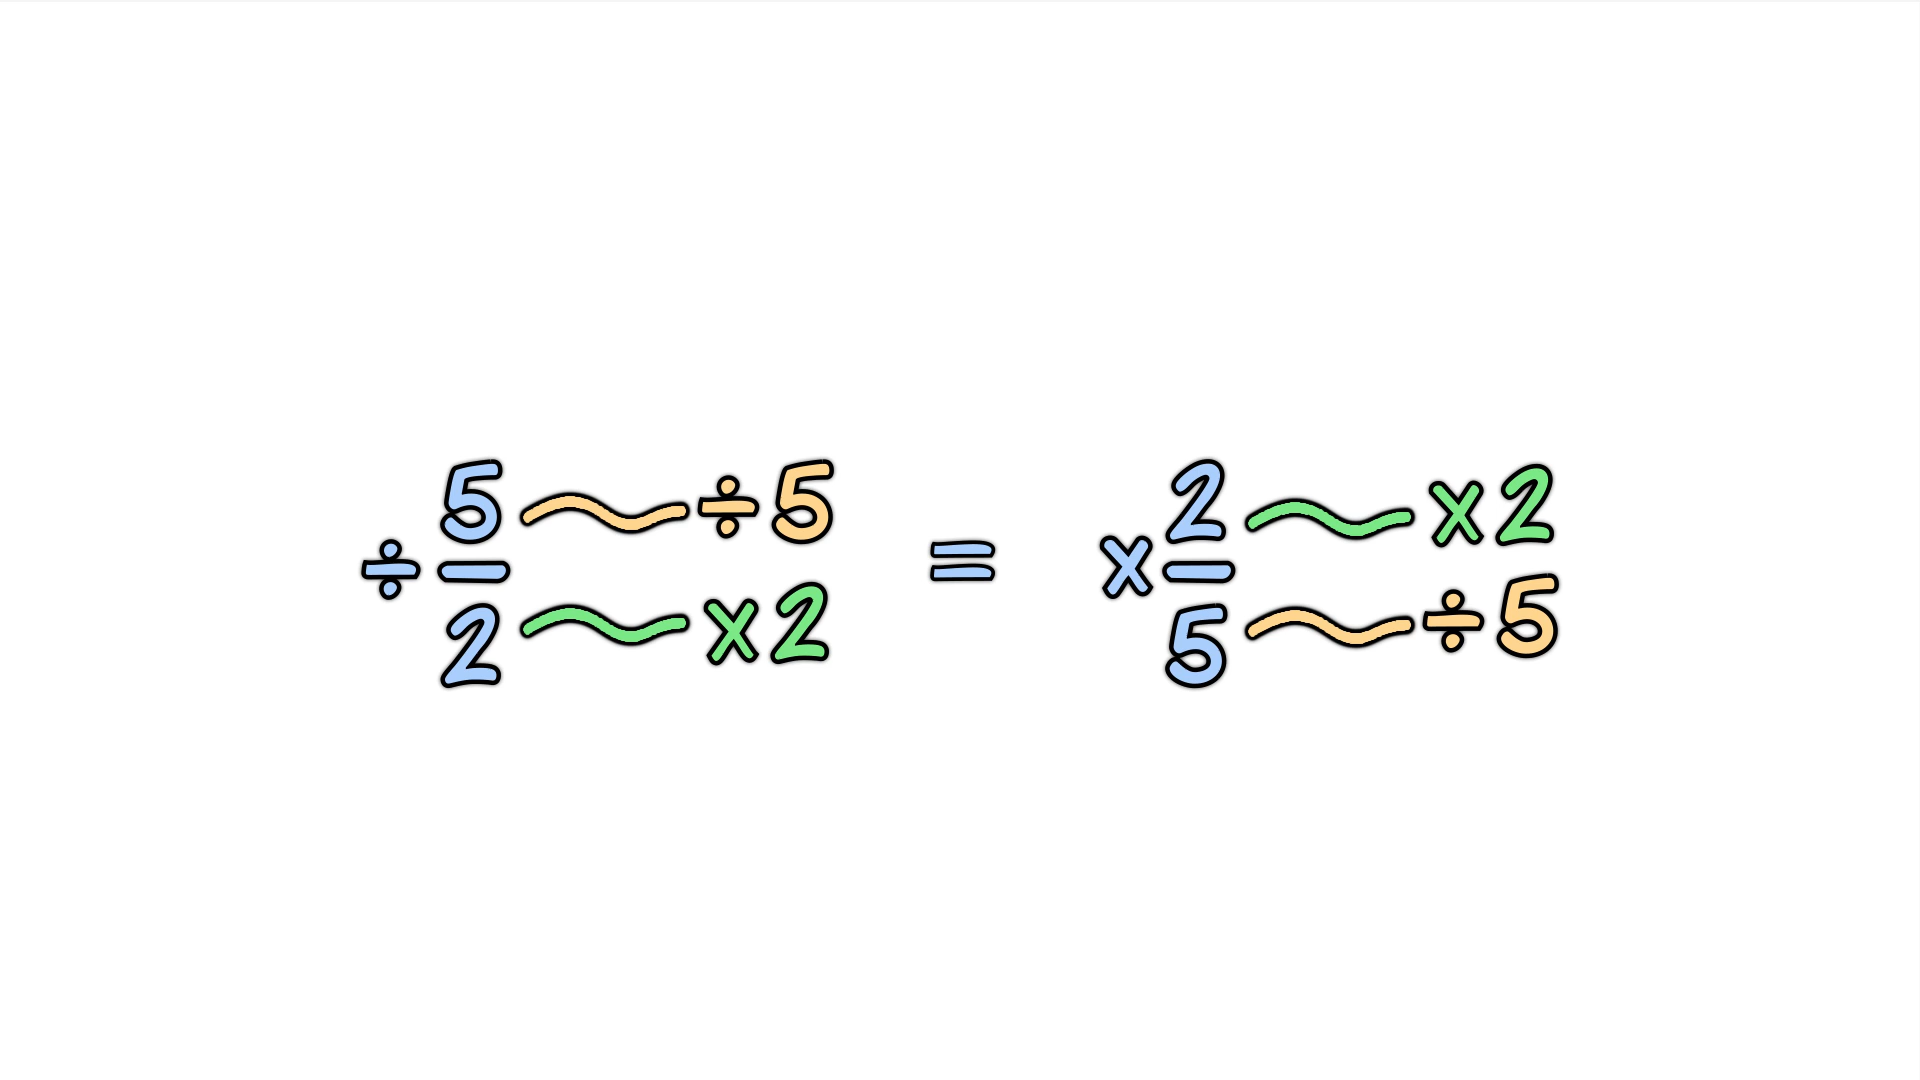 ÷ 5/2 ~ ÷5 ~ x2 = x 2/5 ~ x2 ~ ÷5